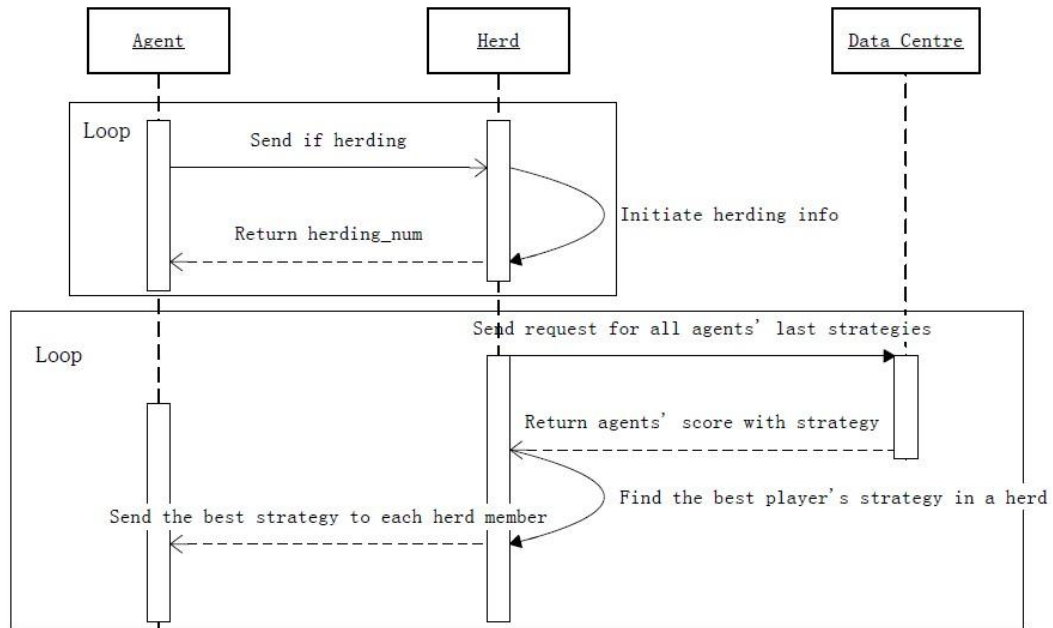 Agent
Herd
Data Centre
Loop
Send if herding
Initiate herding info
Return herding_num
Send request for all agents' last strategies
Loop
Return agents' score with strategy
Find the best player's strategy in a herd
Send the best strategy to each herd member